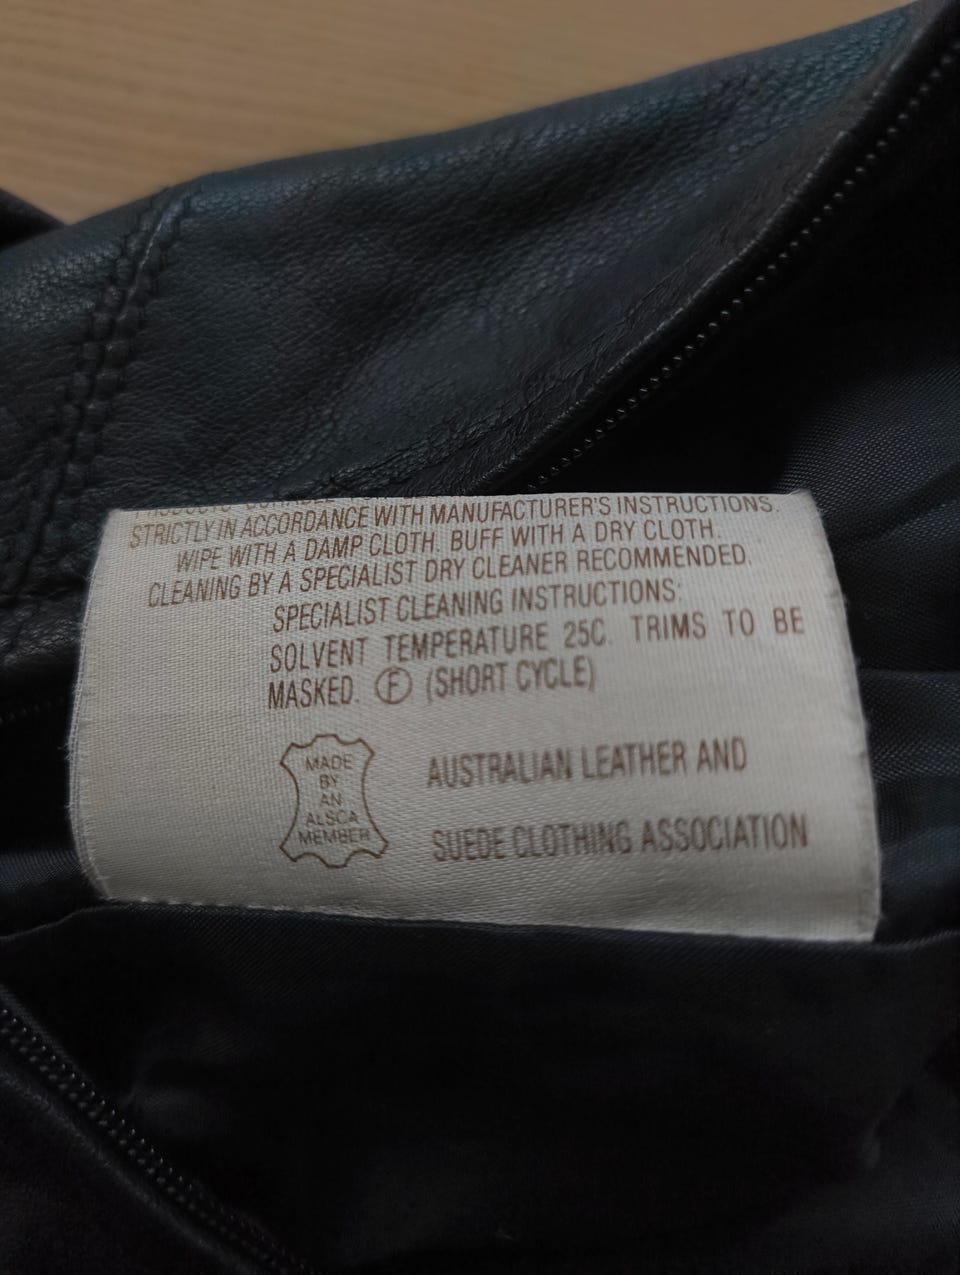 STRICTLY IN ACCORDANCE WITH MANUFACTURER'S INSTRUCTIONS.
WIPE WITH A DAMP CLOTH. BUFF WITH A DRY CLOTH.
CLEANING BY A SPECIALIST DRY CLEANER RECOMMENDED.
SPECIALIST CLEANING INSTRUCTIONS:
SOLVENT TEMPERATURE 25C. TRIMS TO BE
MASKED. F (SHORT CYCLE)
MADE
BY
AN
ALSCA
MEMBER
AUSTRALIAN LEATHER AND
SUEDE CLOTHING ASSOCIATION